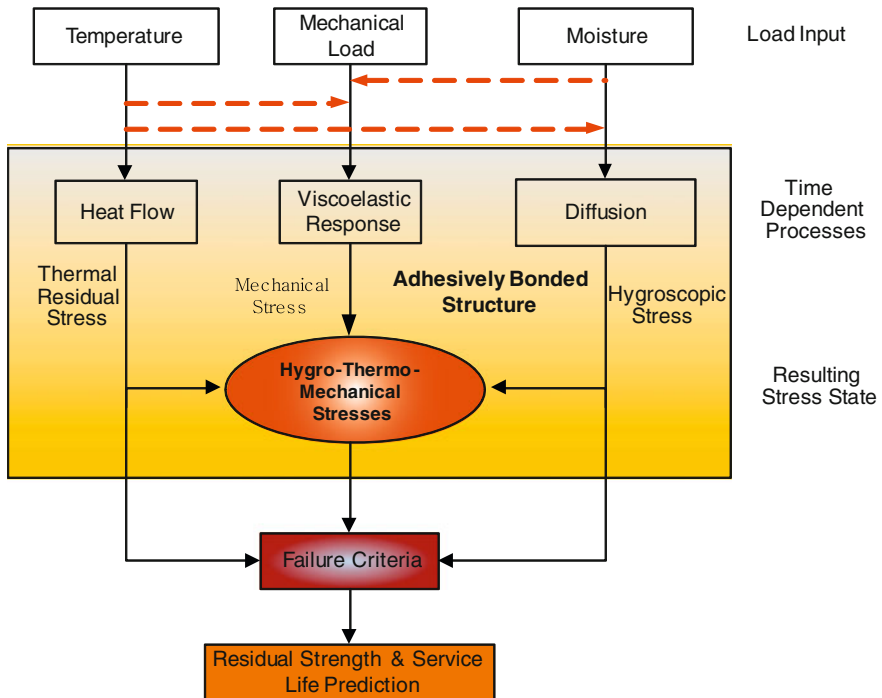 Temperature
Mechanical
Load
Moisture
Load Input
Heat Flow
Viscoelastic
Response
Diffusion
Time
Dependent
Processes
Thermal
Residual
Stress
Mechanical
Stress
Adhesively Bonded
Structure
Hygroscopic
Stress
Hygro-Thermo-
Mechanical
Stresses
Resulting
Stress State
Failure Criteria
Residual Strength & Service
Life Prediction